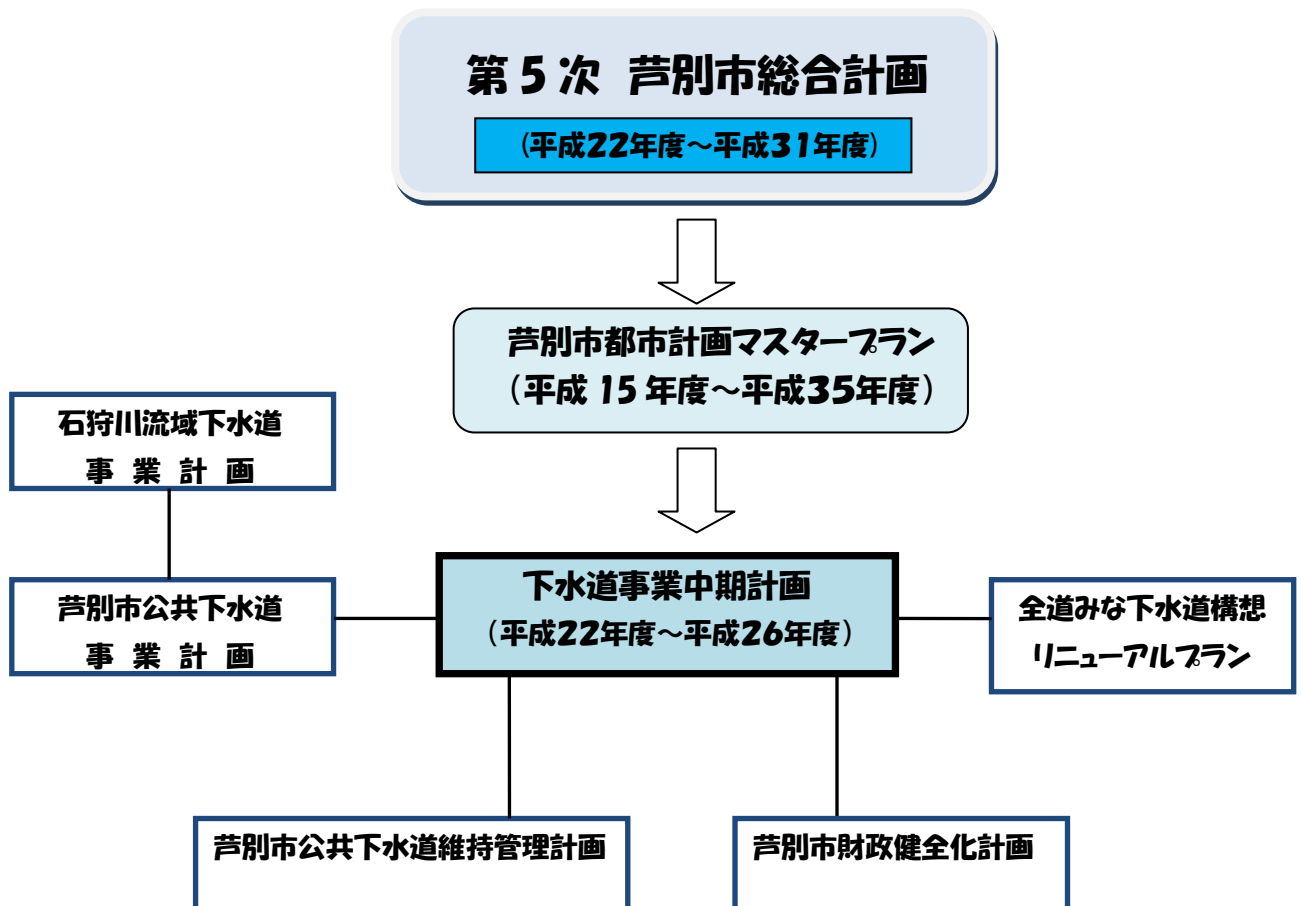 第5次 芦別市総合計画
(平成22年度～平成31年度)
芦別市都市計画マスタープラン
(平成 15 年度～平成35年度)
石狩川流域下水道
事 業 計 画
芦別市公共下水道
事 業 計 画
下水道事業中期計画
(平成22年度～平成26年度)
全道みな下水道構想
リニューアルプラン
芦別市公共下水道維持管理計画
芦別市財政健全化計画